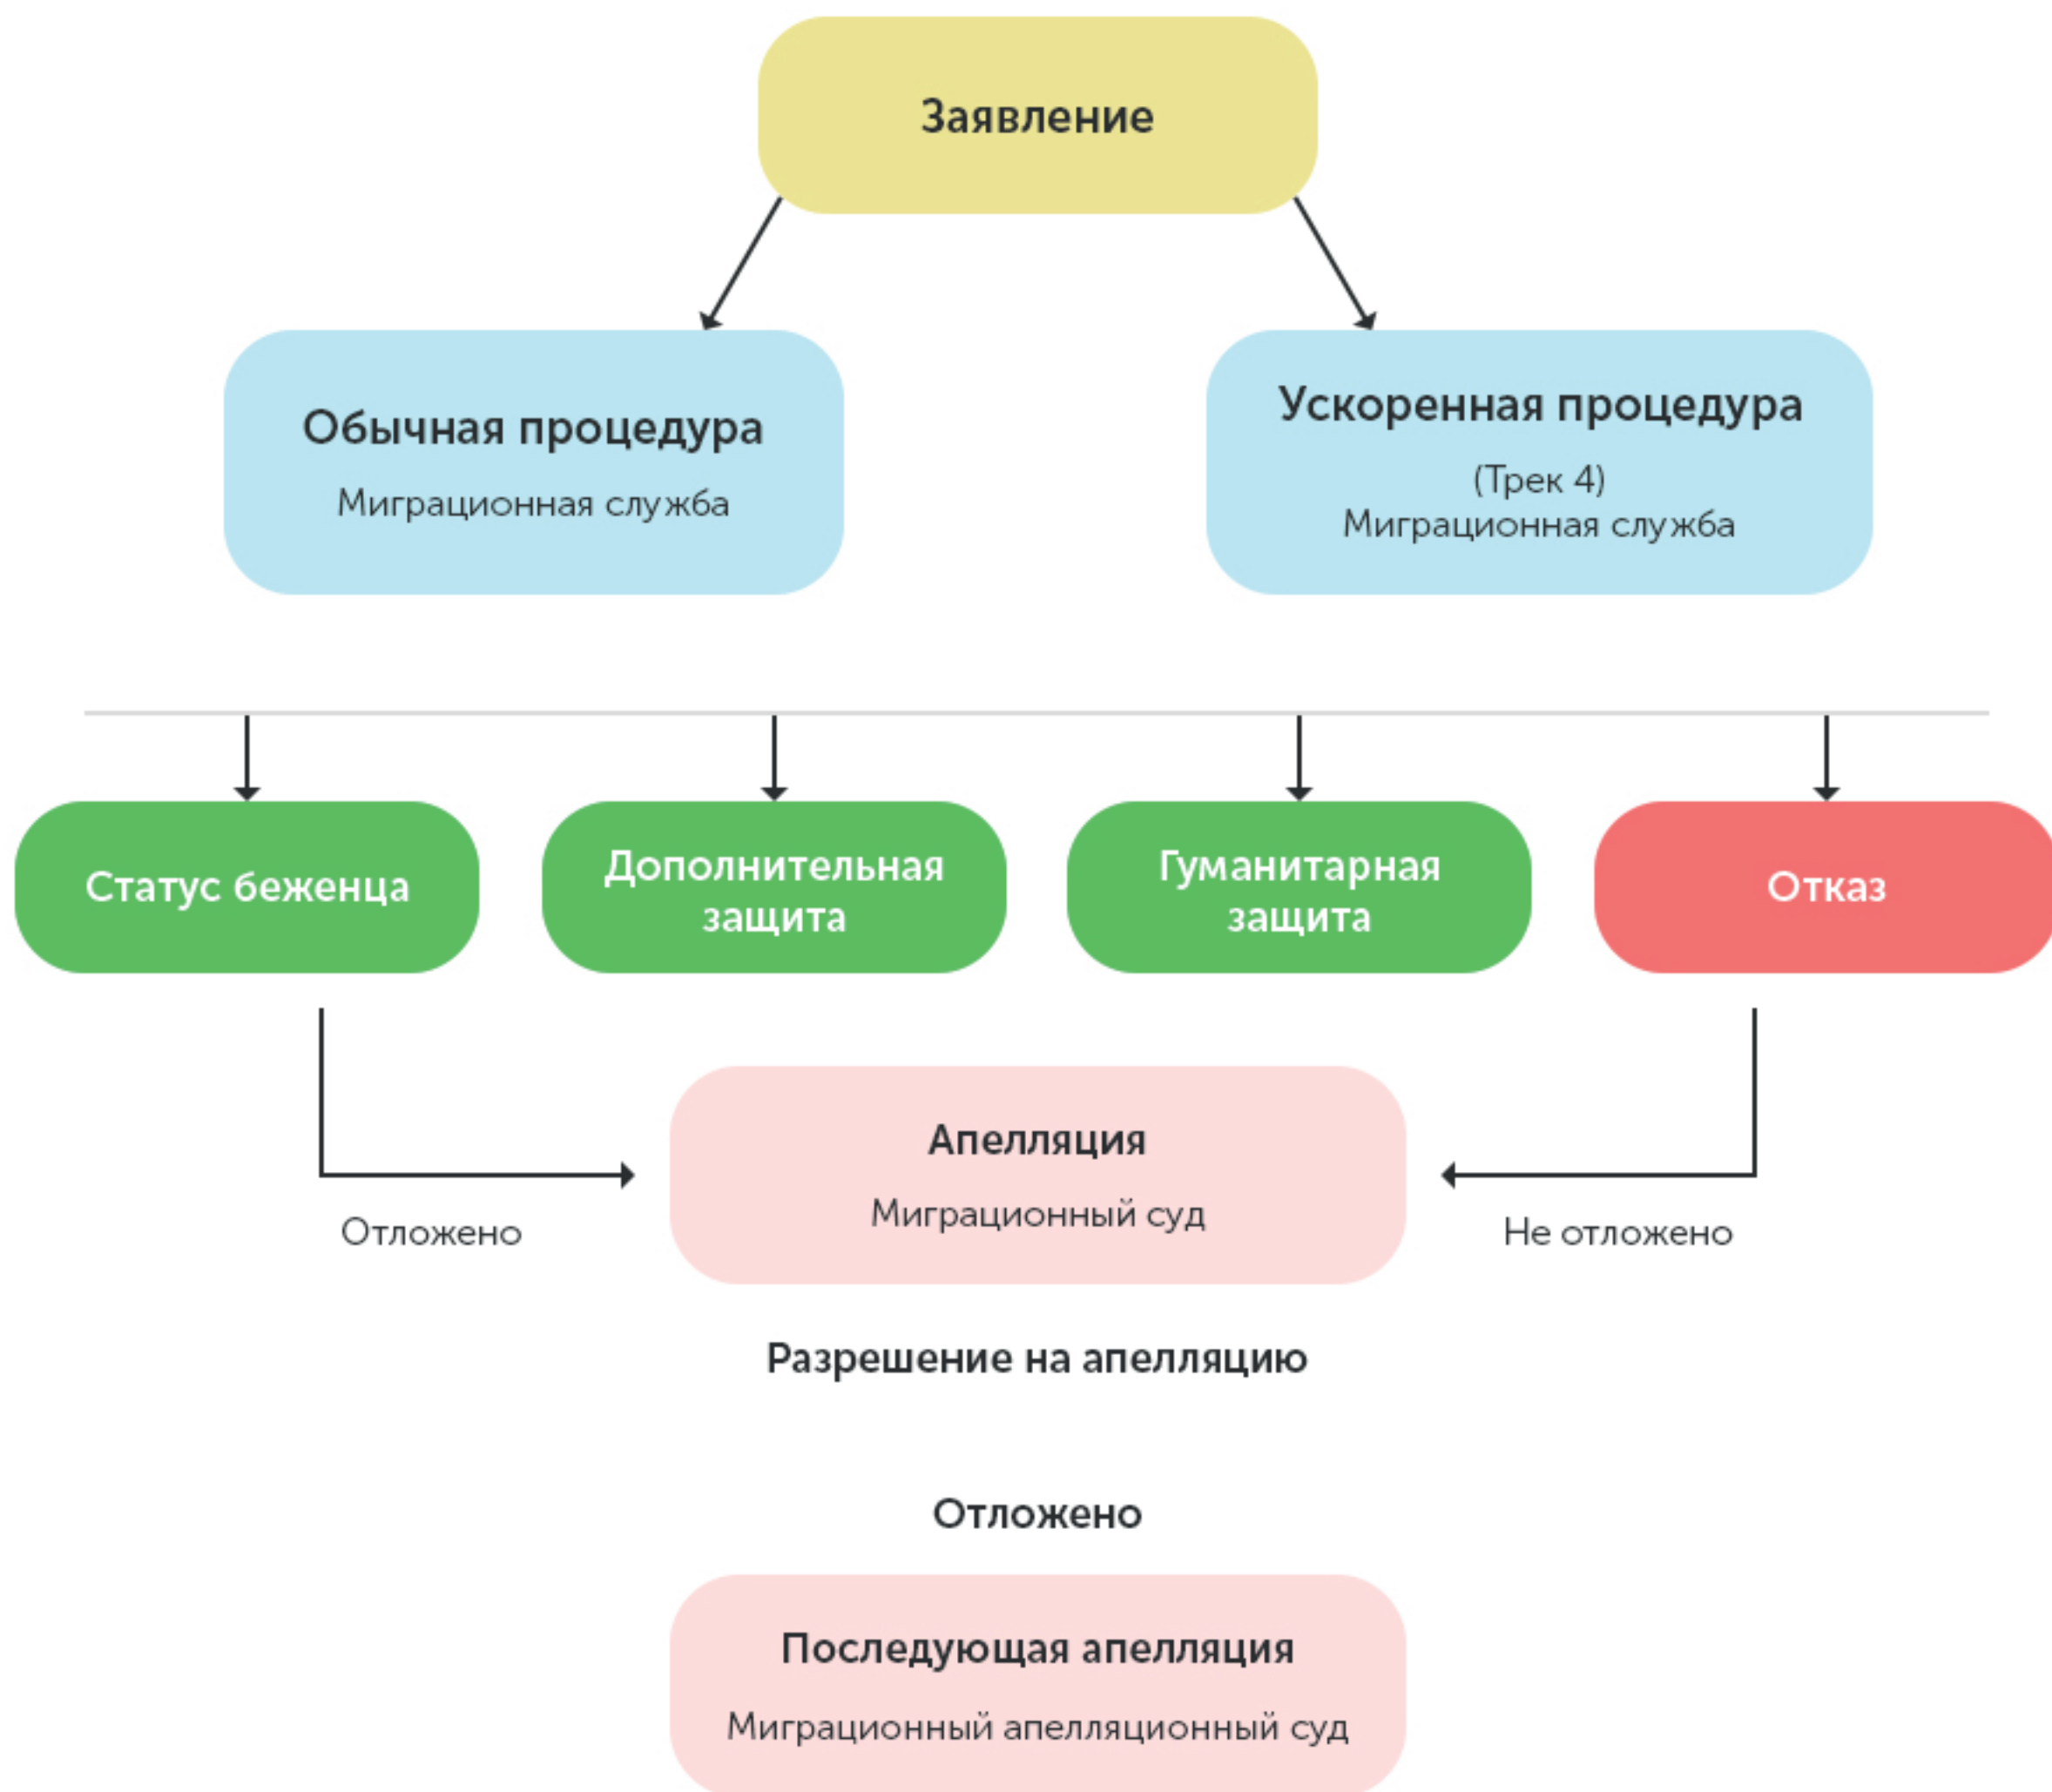 Заявление
Обычная процедура
Миграционная служба
Ускоренная процедура
(Трек 4)
Миграционная служба
Статус беженца
Дополнительная
защита
Гуманитарная
защита
Отказ
Апелляция
Миграционный суд
Отложено
Не отложено
Разрешение на апелляцию
Отложено
Последующая апелляция
Миграционный апелляционный суд